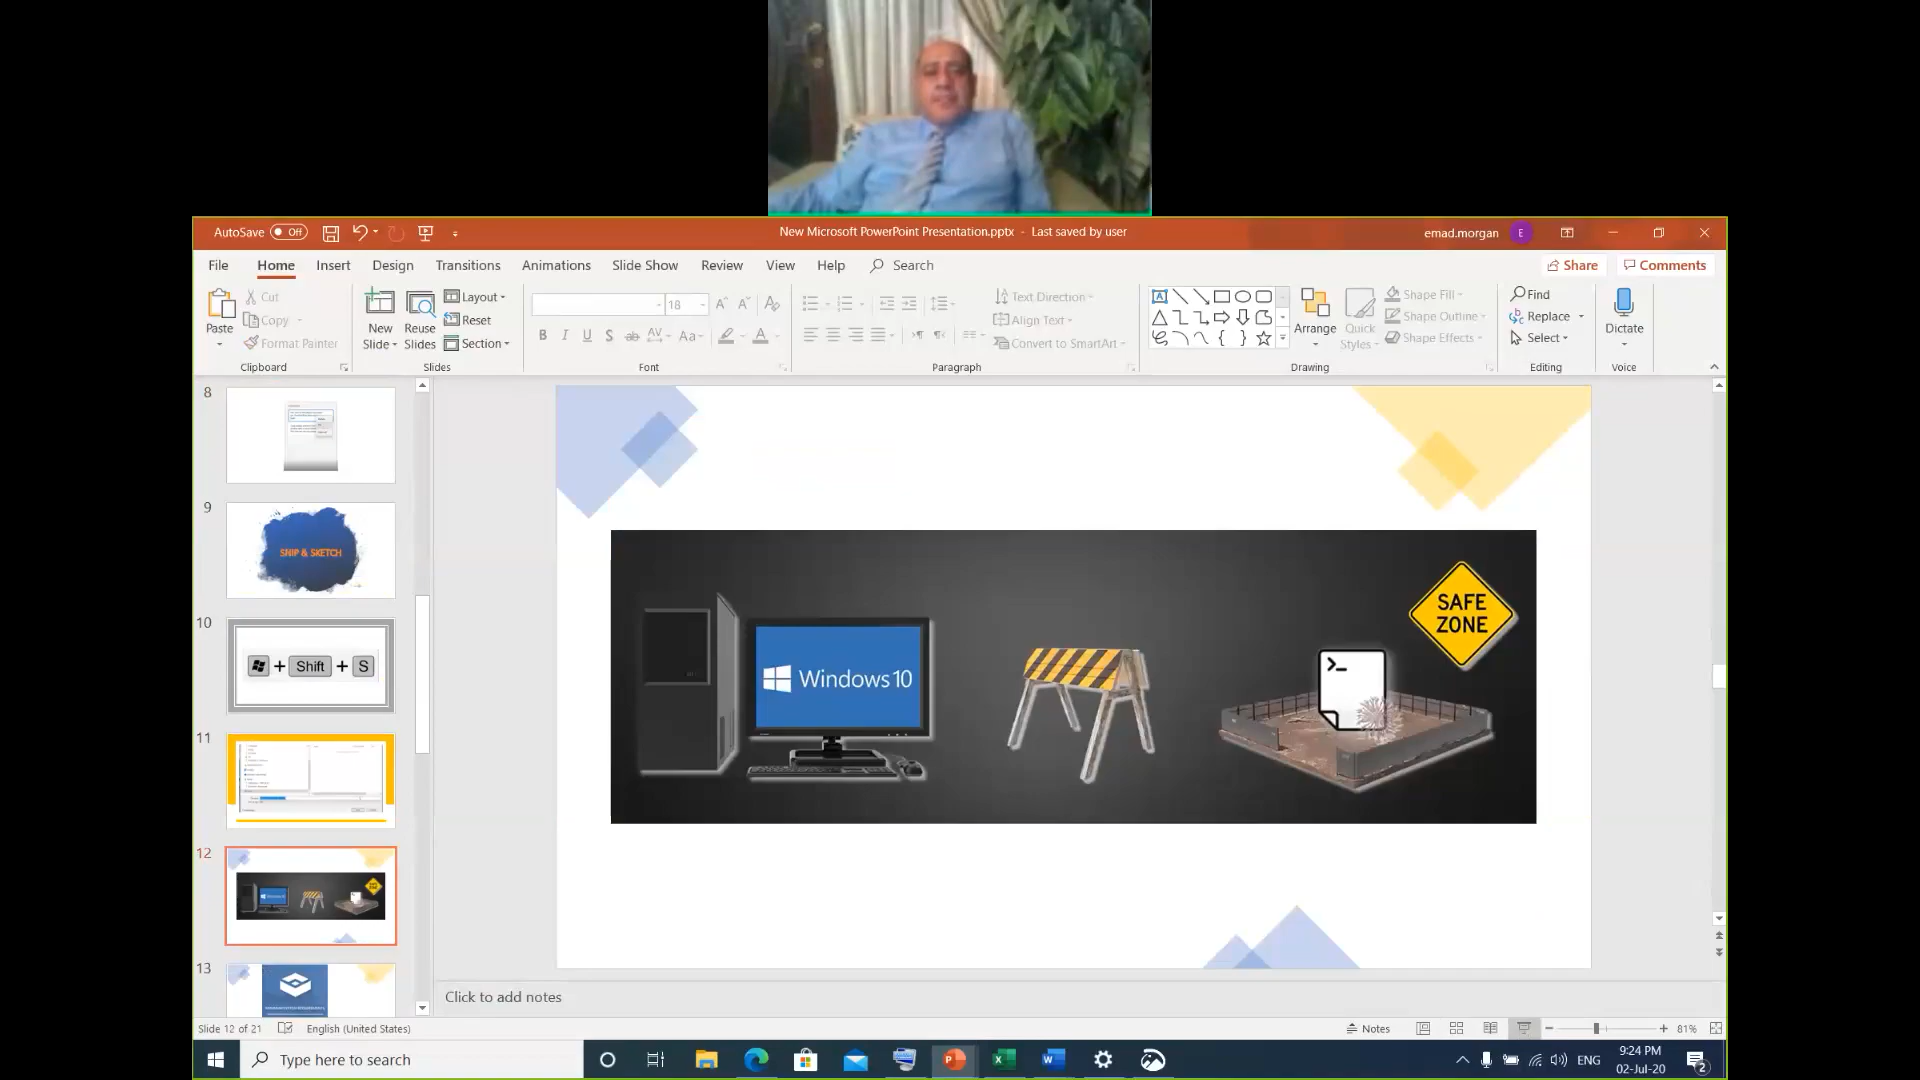 AutoSave Off
New Microsoft PowerPoint Presentation.pptx - Last saved by user
emad.morgan E
File Home Insert Design Transitions Animations Slide Show Review View Help Search
Share Comments
Paste
Cut
Copy
Format Painter
Clipboard
New Slide
Reuse Slides
Layout
Reset
Section
Slides
18
B I U S ab AV Aa A
Font
Text Direction
Align Text
Convert to SmartArt
Paragraph
Arrange
Quick Styles
Shape Fill
Shape Outline
Shape Effects
Drawing
Find
Replace
Select
Editing
Dictate
Voice
8
9
SNIP & SKETCH
10
+ Shift + S
11
12
13
Windows 10
SAFE
ZONE
>_
Click to add notes
Slide 12 of 21
English (United States)
Notes
81%
Type here to search
ENG
9:24 PM
02-Jul-20
2